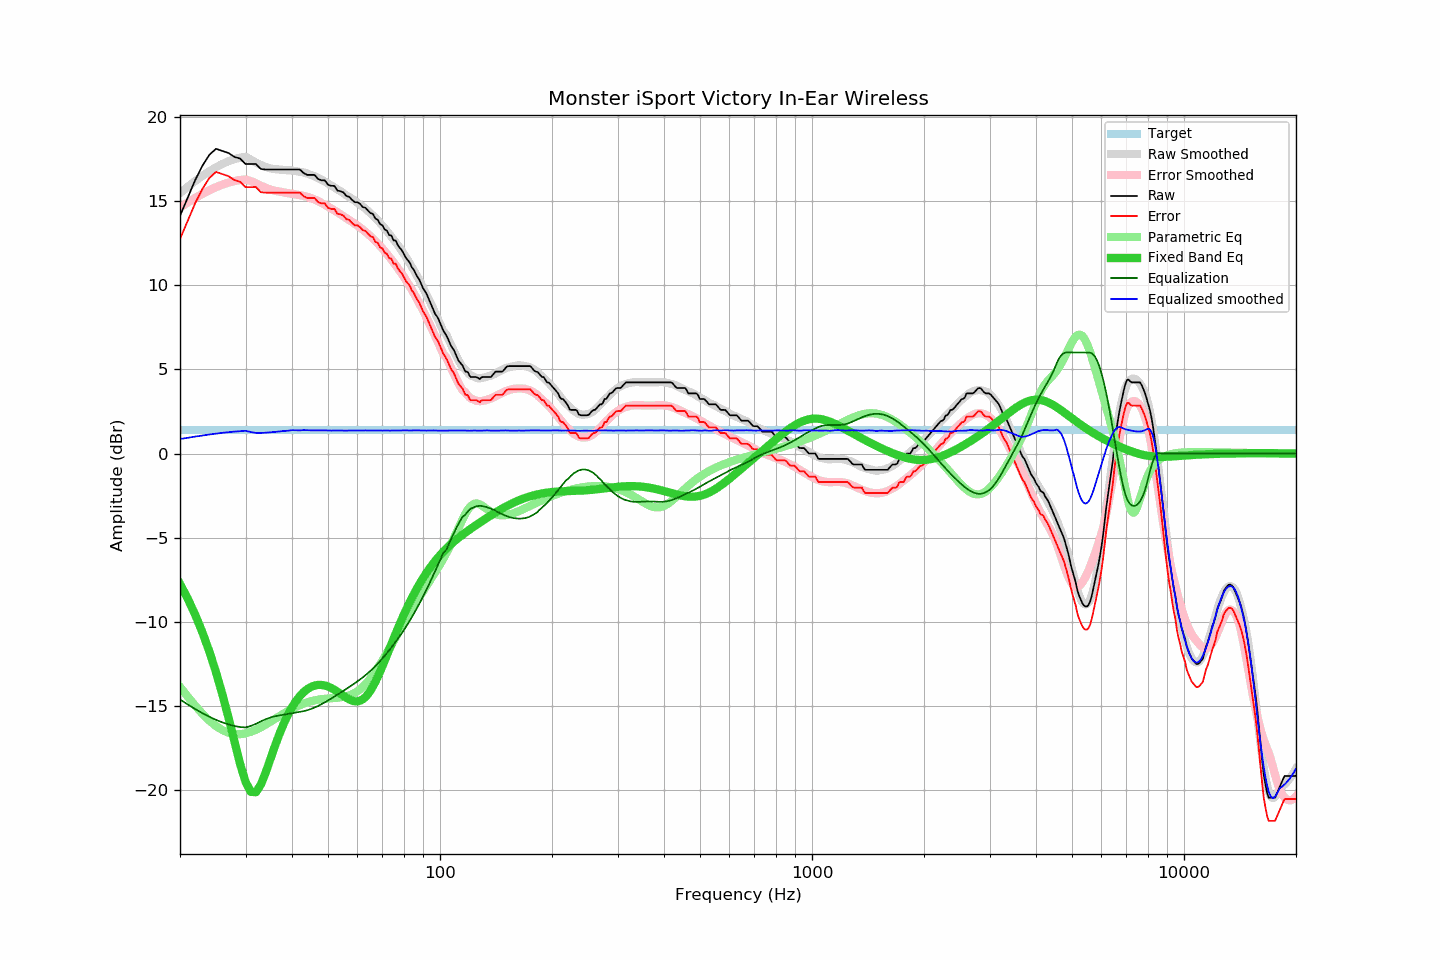 Monster iSport Victory In-Ear Wireless
20
15
10
5
0
−5
−10
−15
−20
Amplitude (dBr)
Target
Raw Smoothed
Error Smoothed
Raw
Error
Parametric Eq
Fixed Band Eq
Equalization
Equalized smoothed
100 1000 10000
Frequency (Hz)